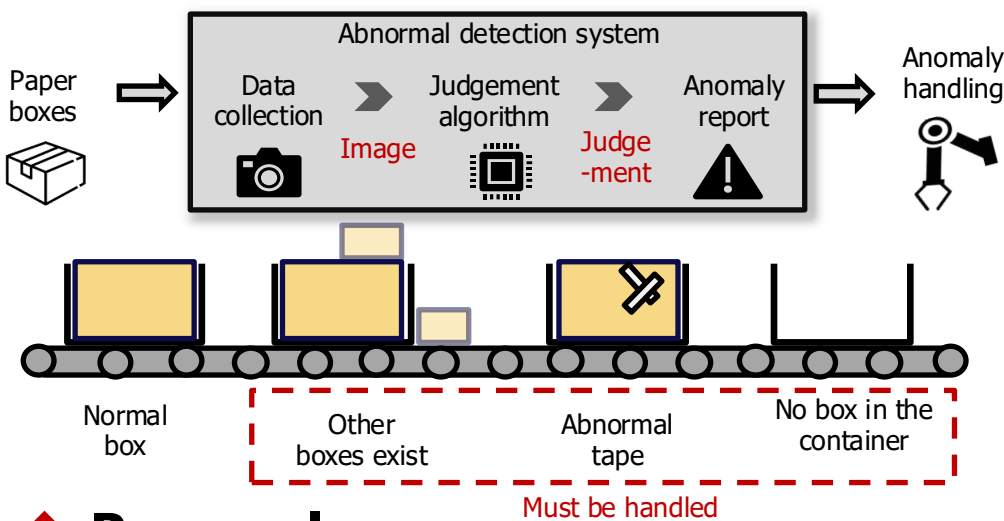 Abnormal detection system
Paper
boxes
Data
collection
Image
Judgement
algorithm
Judge
-ment
Anomaly
report
Anomaly
handling
Normal
box
Other
boxes exist
Abnormal
tape
No box in the
container
Must be handled